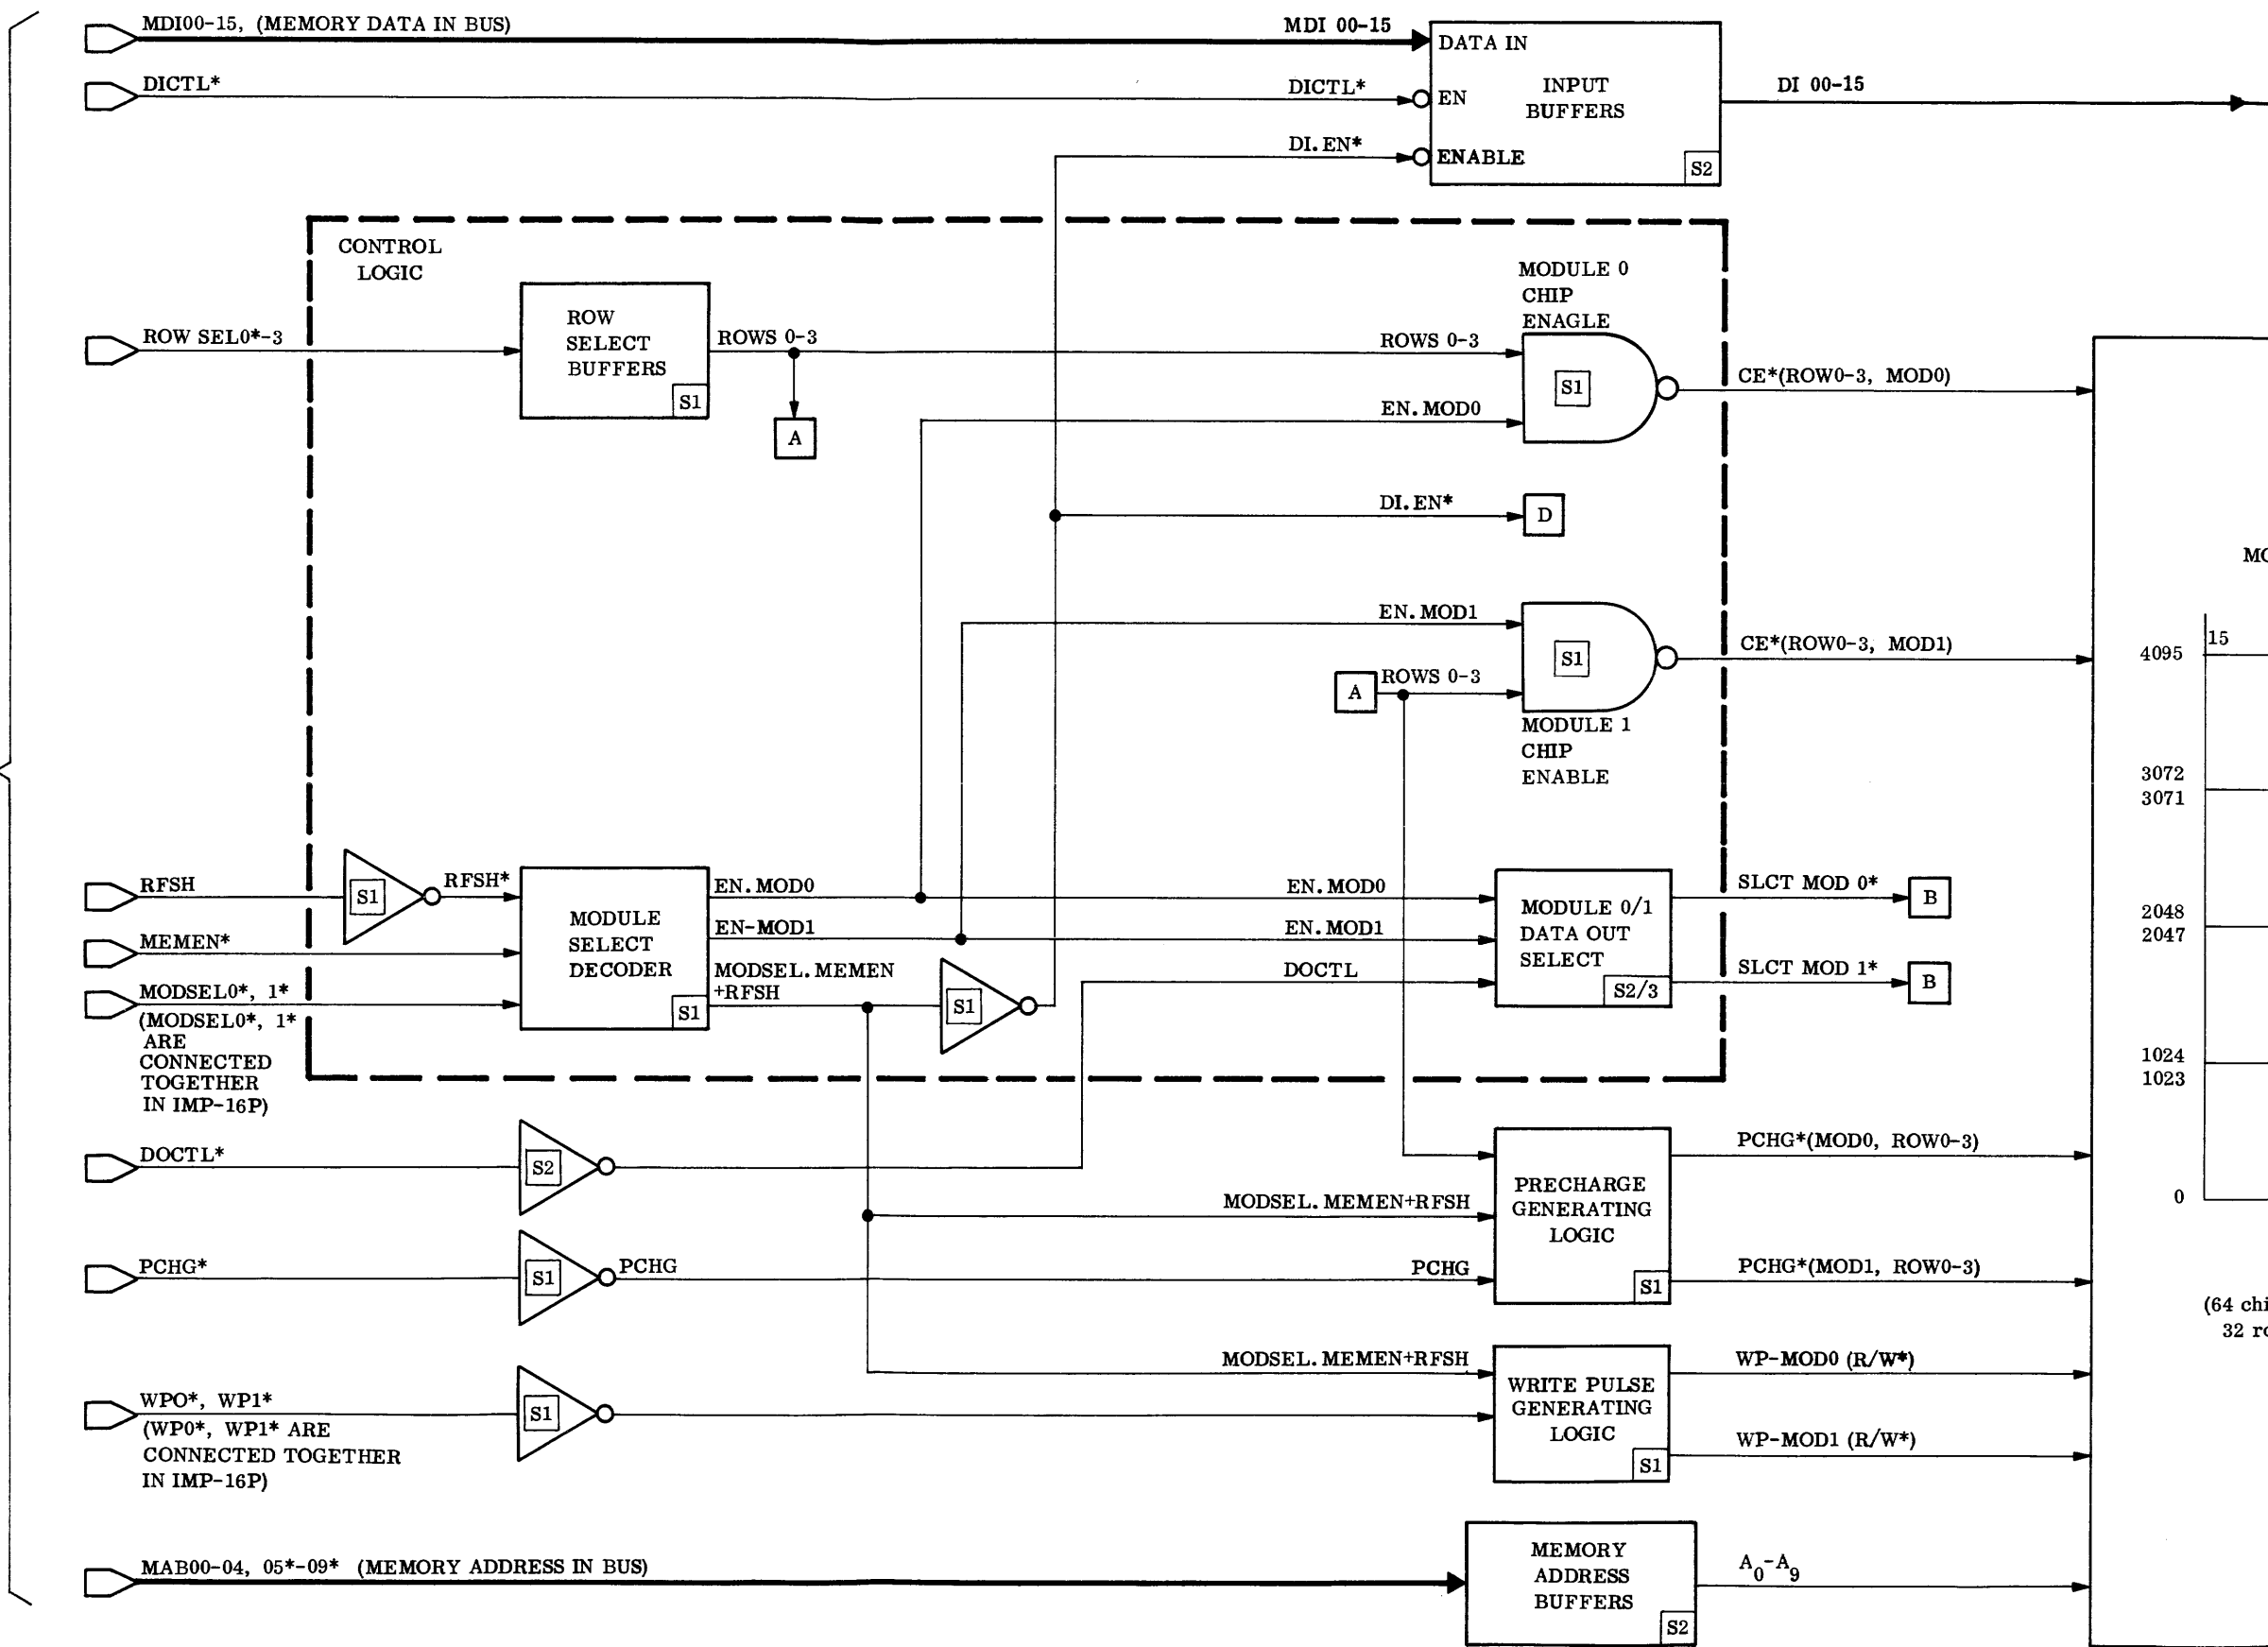 MDI00-15, (MEMORY DATA IN BUS)
MDI 00-15
DATA IN
DICTL*
DICTL*
EN
INPUT
BUFFERS
DI 00-15
DI.EN*
ENABLE
S2
CONTROL
LOGIC
MODULE 0
CHIP
ENAGLE
ROW SEL0*-3
ROW
SELECT
BUFFERS
S1
ROWS 0-3
A
ROWS 0-3
EN.MOD0
S1
CE*(ROW0-3, MOD0)
DI.EN*
D
MO
EN.MOD1
S1
CE*(ROW0-3, MOD1)
A
ROWS 0-3
MODULE 1
CHIP
ENABLE
15
4095
3072
3071
2048
2047
1024
1023
0
RFSH
S1
RFSH*
MEMEN*
MODSEL0*, 1*
(MODSEL0*, 1*
ARE
CONNECTED
TOGETHER
IN IMP-16P)
MODULE
SELECT
DECODER
S1
EN.MOD0
EN-MOD1
MODSEL.MEMEN
+RFSH
S1
EN.MOD0
EN.MOD1
DOCTL
MODULE 0/1
DATA OUT
SELECT
S2/3
SLCT MOD 0*
B
SLCT MOD 1*
B
DOCTL*
S2
PCHG*
S1
PCHG
MODSEL.MEMEN+RFSH
PCHG
PRECHARGE
GENERATING
LOGIC
S1
PCHG*(MOD0, ROW0-3)
PCHG*(MOD1, ROW0-3)
(64 chi
32 ro
WPO*, WP1*
(WP0*, WP1* ARE
CONNECTED TOGETHER
IN IMP-16P)
S1
MODSEL.MEMEN+RFSH
WRITE PULSE
GENERATING
LOGIC
S1
WP-MOD0 (R/W*)
WP-MOD1 (R/W*)
MAB00-04, 05*-09* (MEMORY ADDRESS IN BUS)
MEMORY
ADDRESS
BUFFERS
S2
A0-A9